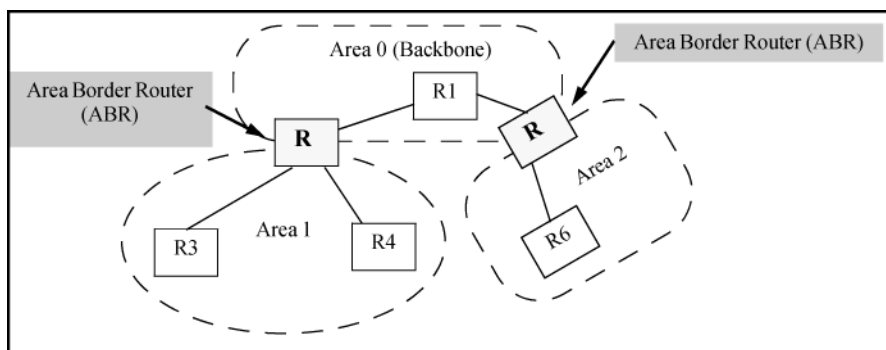 Area 0 (Backbone)
Area Border Router (ABR)
Area Border Router
(ABR)
R1
R
R
Area 2
Area 1
R3
R4
R6